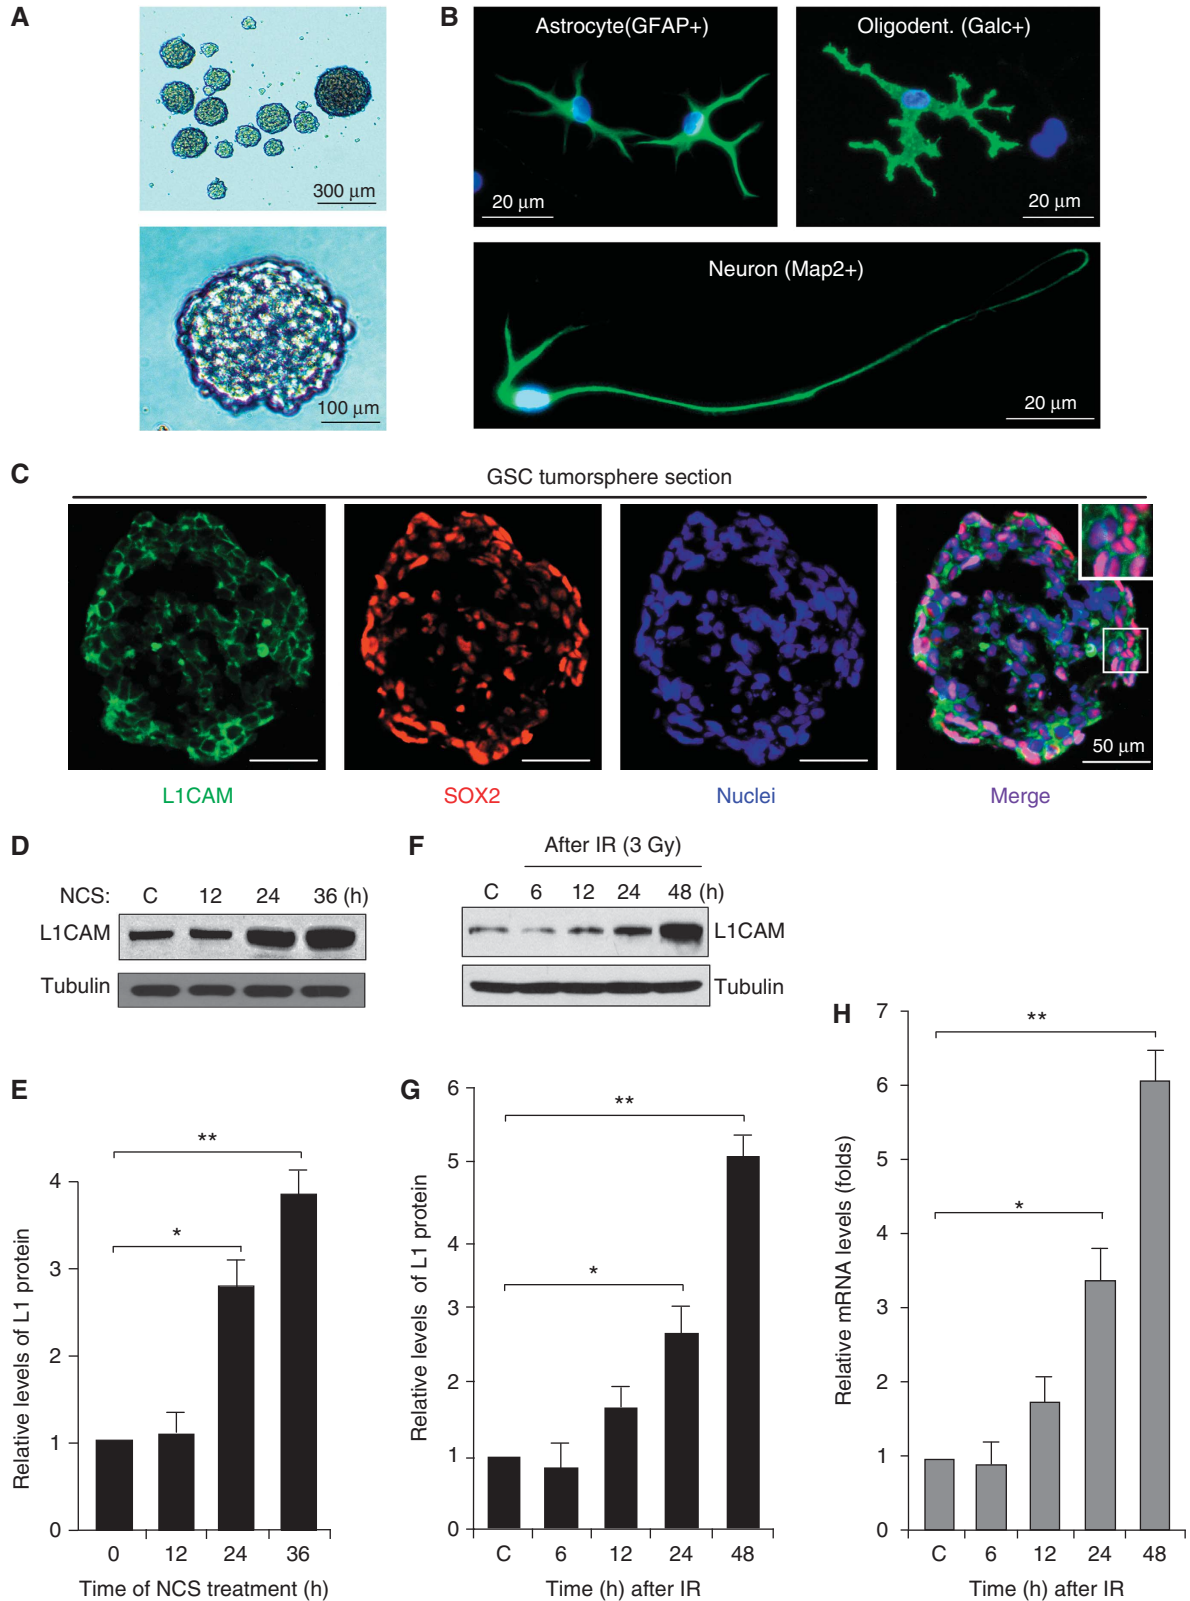 A
300 μm
100 μm
B
Astrocyte(GFAP+)
20 μm
Oligodent. (Galc+)
20 μm
Neuron (Map2+)
20 μm
C
GSC tumorsphere section
50 μm
L1CAM
SOX2
Nuclei
Merge
D
NCS: C 12 24 36 (h)
L1CAM
Tubulin
F
After IR (3 Gy)
C 6 12 24 48 (h)
L1CAM
Tubulin
E
Relative levels of L1 protein
4
3
2
1
0
**
*
0 12 24 36
Time of NCS treatment (h)
G
Relative levels of L1 protein
6
5
4
3
2
1
0
**
*
C 6 12 24 48
Time (h) after IR
H
Relative mRNA levels (folds)
7
6
5
4
3
2
1
0
**
*
C 6 12 24 48
Time (h) after IR